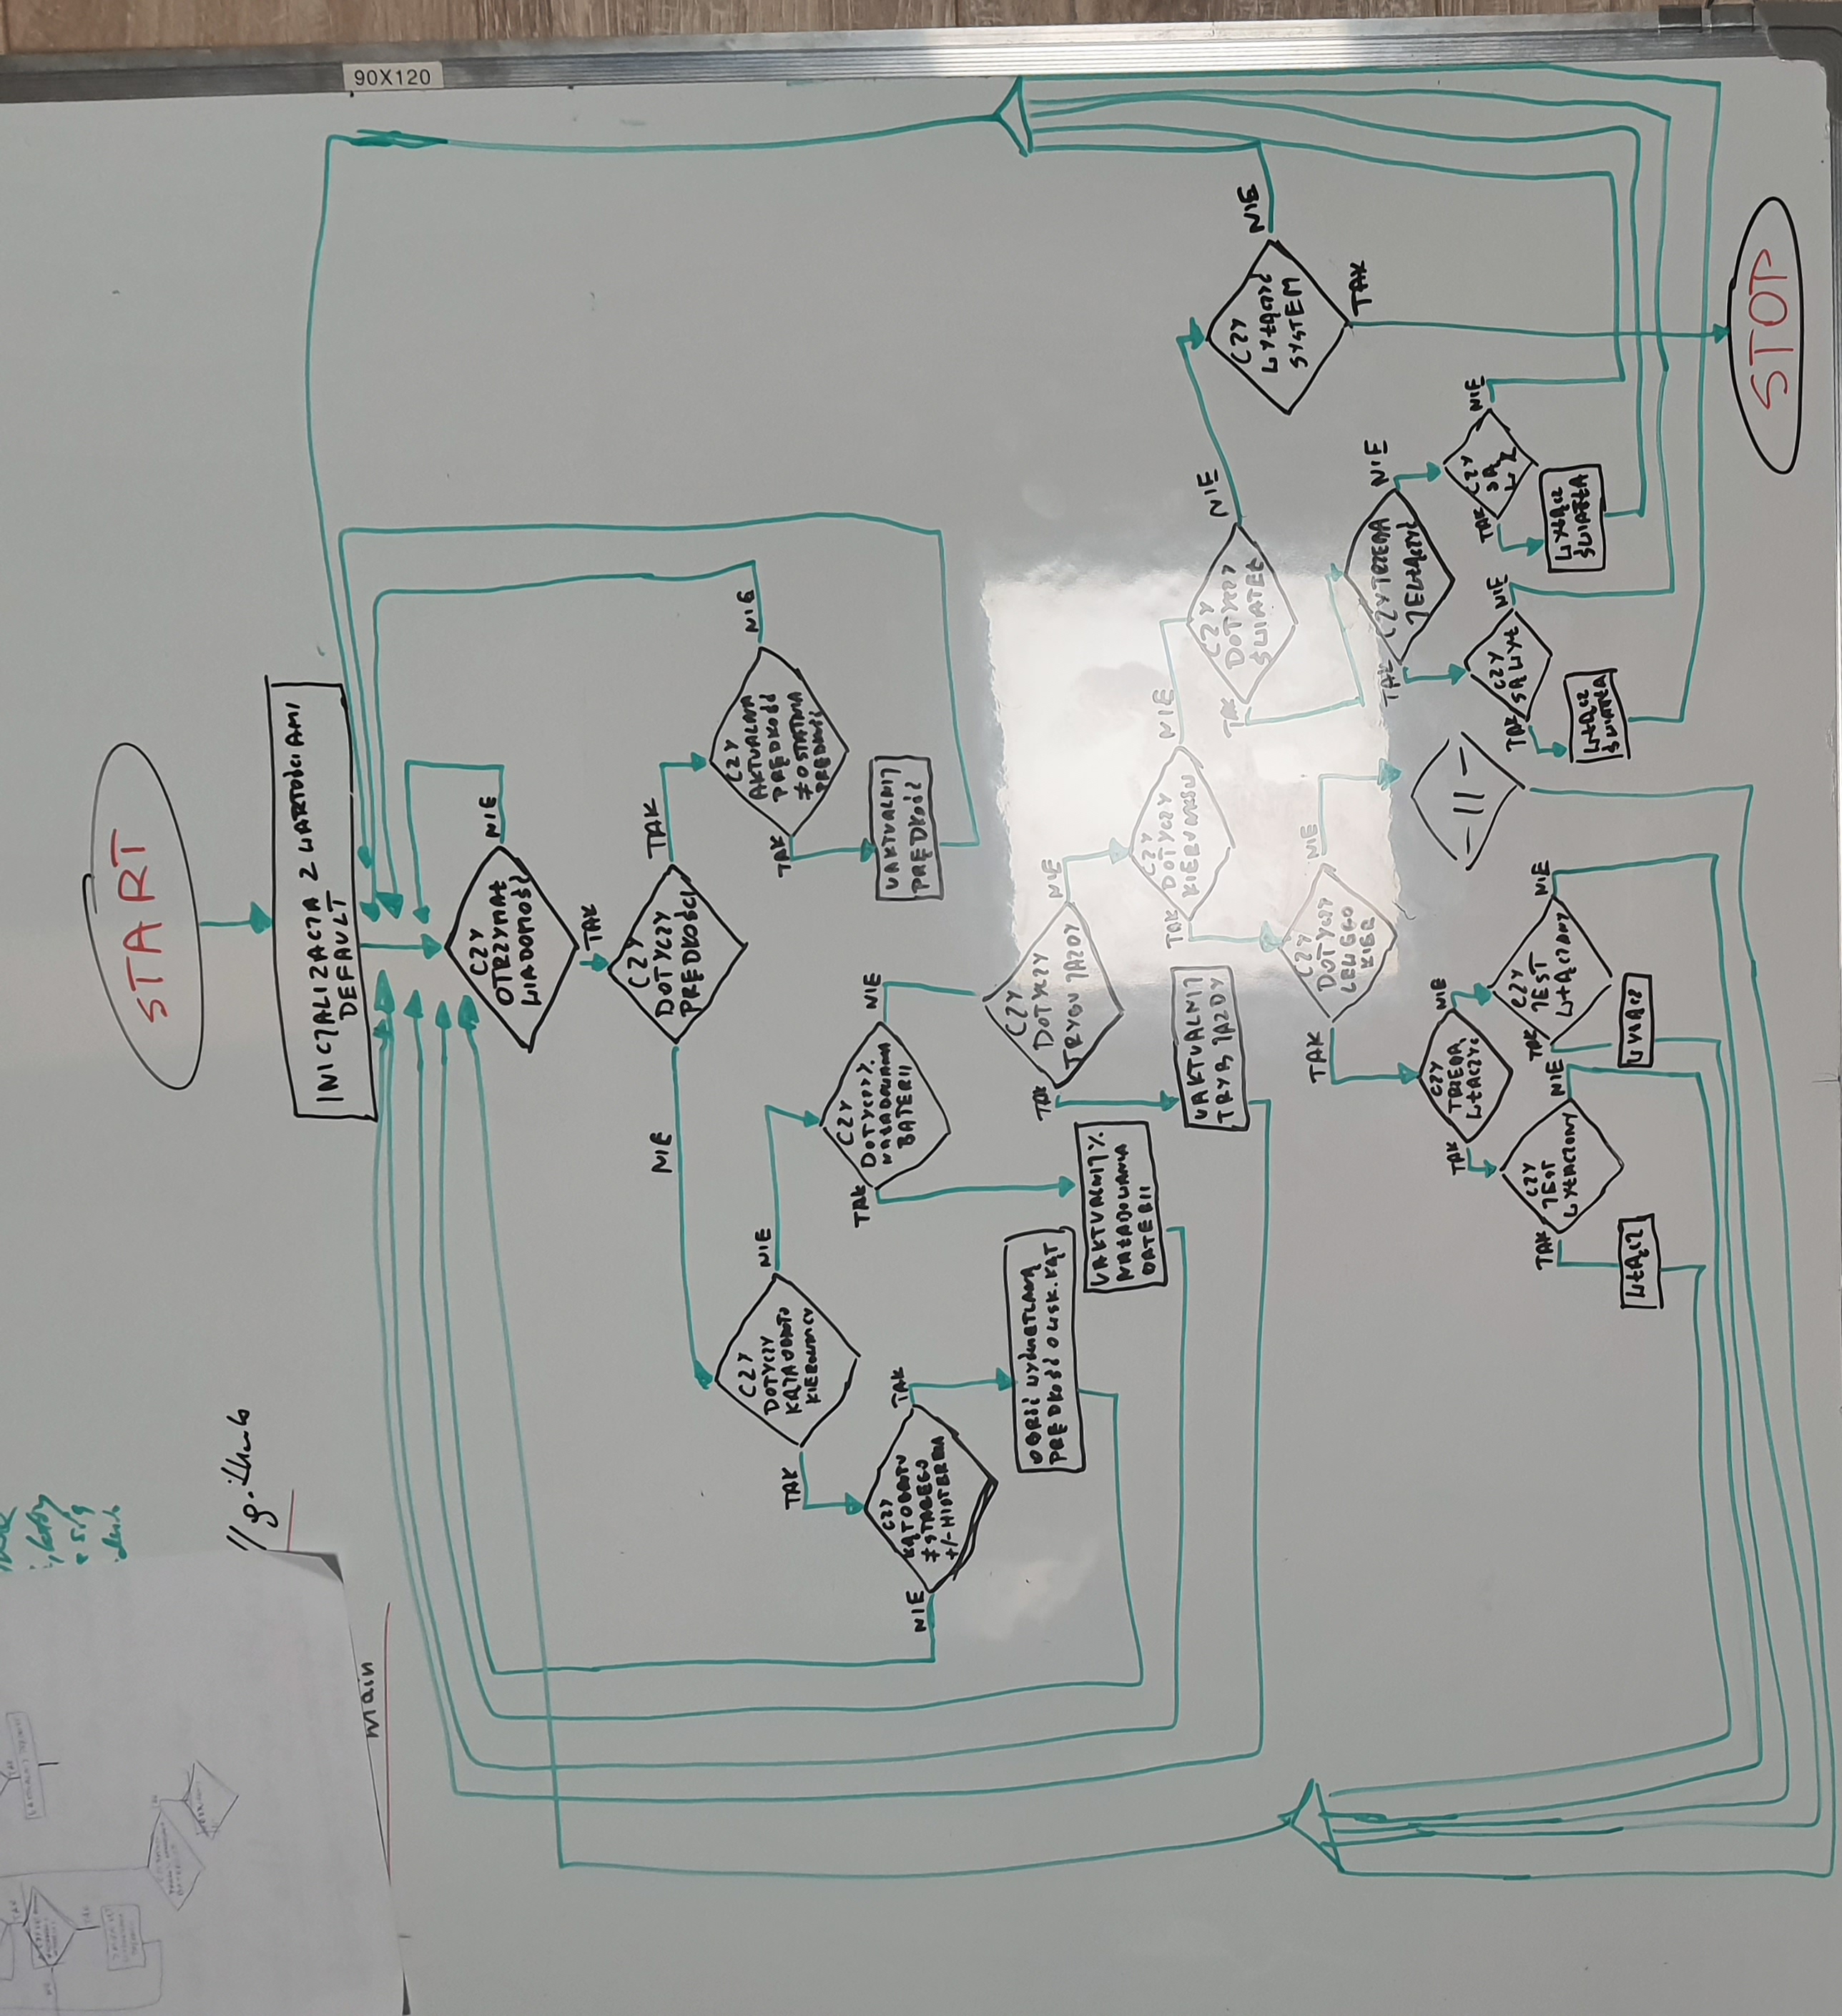 // github
main
90X120
START
INICJALIZACJA Z WARTOŚCIAMI
DEFAULT
CZY
OTRZYMAŁ
WIADOMOŚĆ
NIE
TAK
CZY
DOTYCZY
PRĘDKOŚCI
NIE
TAK
CZY
DOTYCZY
KĄTA OBROTU
KIEROWNICY
TAK
NIE
CZY
AKTUALNA
PRĘDKOŚĆ
≠ OSTATNIA
PRĘDKOŚĆ
TAK
NIE
UAKTUALNIJ
PRĘDKOŚĆ
CZY
KĄT OBROTU
≠ STAREGO
+/-
NIE
TAK
CZY
DOTYCZY %
NAŁADOWANIA
BATERII
TAK
NIE
OBRÓĆ WYŚWIETLANĄ
PRĘDKOŚĆ O WSK. KĄT
UAKTUALNIJ %
NAŁADOWANIA
BATERII
CZY
DOTYCZY
TRYBU JAZDY
TAK
NIE
UAKTUALNIJ
TRYB JAZDY
CZY
DOTYCZY
KIERUNKSU
TAK
NIE
CZY
DOTYCZY
ŚWIATEŁ
TAK
NIE
CZY
WYŁĄCZYĆ
SYSTEM
NIE
TAK
CZY
DOTYCZY
LEWEGO
KIER
TAK
NIE
CZY
TRZEBA
WŁĄCZYĆ
TAK
NIE
-II-
CZY TRZEBA
JE WŁĄCZYĆ
TAK
NIE
CZY
JEST
WYŁĄCZONY
TAK
NIE
CZY
JEST
WŁĄCZONY
TAK
NIE
CZY
SĄ WYŁ
TAK
NIE
CZY
SĄ
TAK
NIE
WŁĄCZ
WYŁĄCZ
WŁĄCZ
ŚWIATŁA
WYŁĄCZ
ŚWIATŁA
STOP